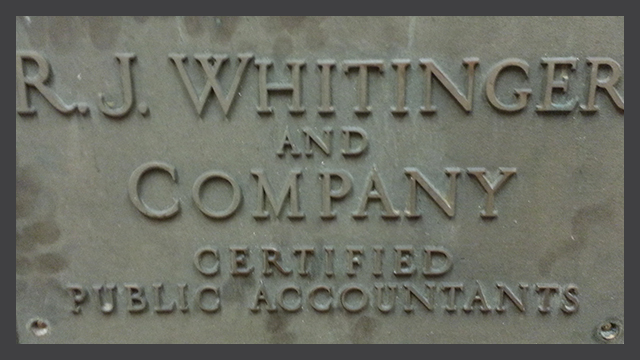 R. J. WHITINGER
AND
COMPANY
CERTIFIED
PUBLIC ACCOUNTANTS